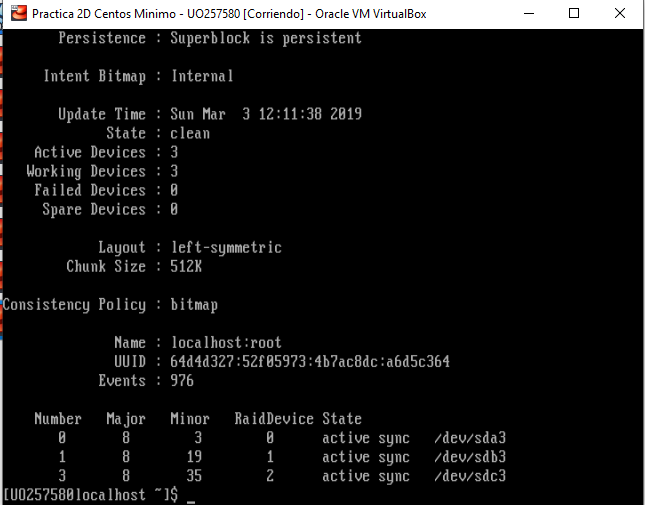 Practica 2D Centos Minimo - UO257580 [Corriendo] - Oracle VM VirtualBox
Persistence : Superblock is persistent
Intent Bitmap : Internal
Update Time : Sun Mar  3 12:11:38 2019
State : clean
Active Devices : 3
Working Devices : 3
Failed Devices : 0
Spare Devices : 0
Layout : left-symmetric
Chunk Size : 512K
Consistency Policy : bitmap
Name : localhost:root
UUID : 64d4d327:52f05973:4b7ac8dc:a6d5c364
Events : 976
Number   Major   Minor   RaidDevice State
0       8        3        0      active sync   /dev/sda3
1       8       19        1      active sync   /dev/sdb3
3       8       35        2      active sync   /dev/sdc3
[UO257580localhost ~]$ _